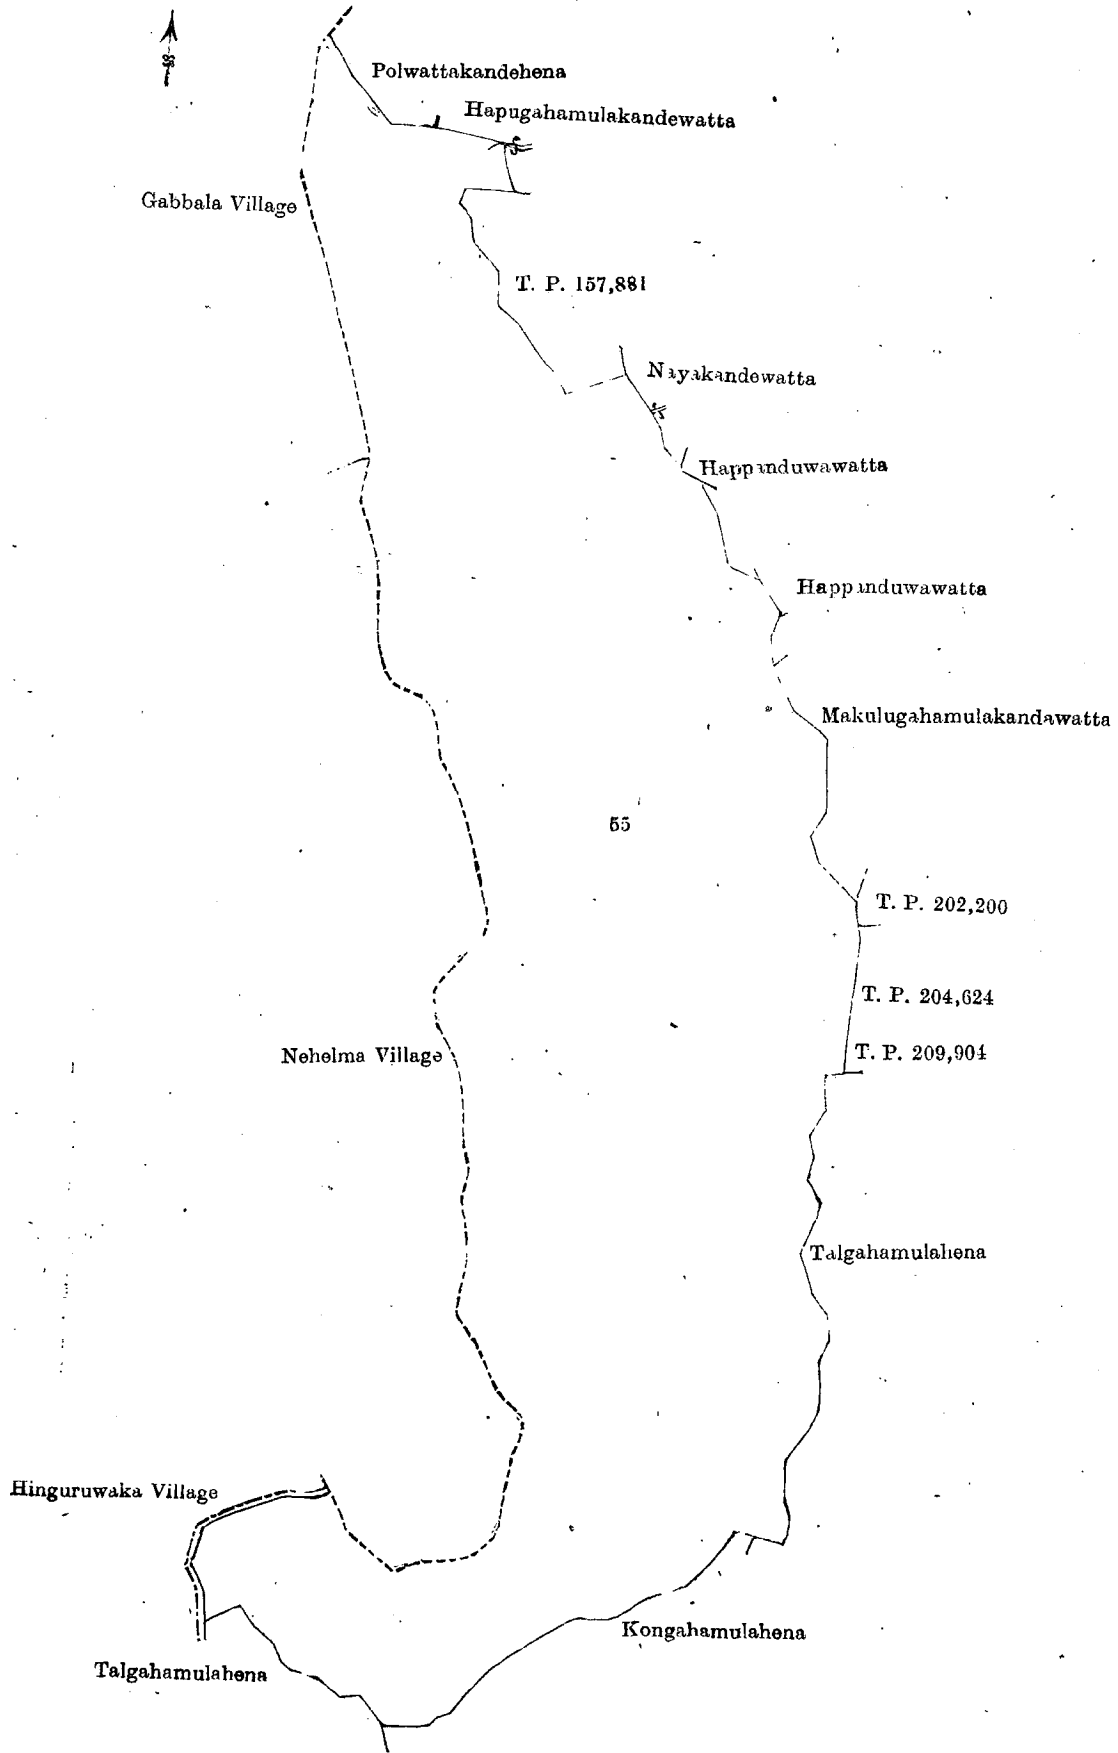 Polwattakandehena
Hapugahamulakandewatta
Gabbala Village
T. P. 157,881
Nayakandewatta
Happanduwawatta
Happanduwawatta
Makulugahamulakandawatta
55
T. P. 202,200
T. P. 204,624
Nehelma Village
T. P. 209,904
Talgahamulahena
Hinguruwaka Village
Kongahamulahena
Talgahamulahena